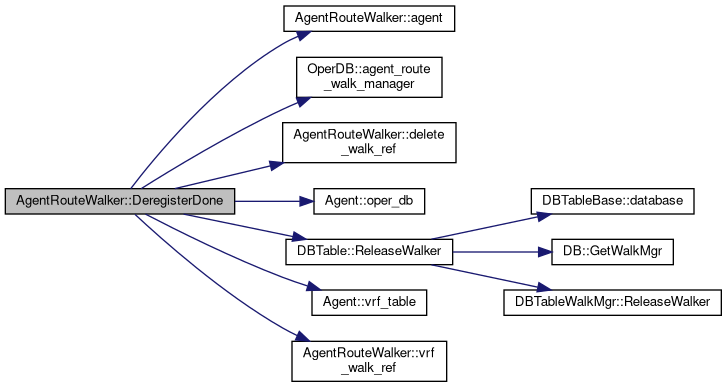 AgentRouteWalker::agent
OperDB::agent_route
_walk_manager
AgentRouteWalker::delete
_walk_ref
AgentRouteWalker::DeregisterDone
Agent::oper_db
DBTableBase::database
DBTable::ReleaseWalker
DB::GetWalkMgr
DBTableWalkMgr::ReleaseWalker
Agent::vrf_table
AgentRouteWalker::vrf
_walk_ref